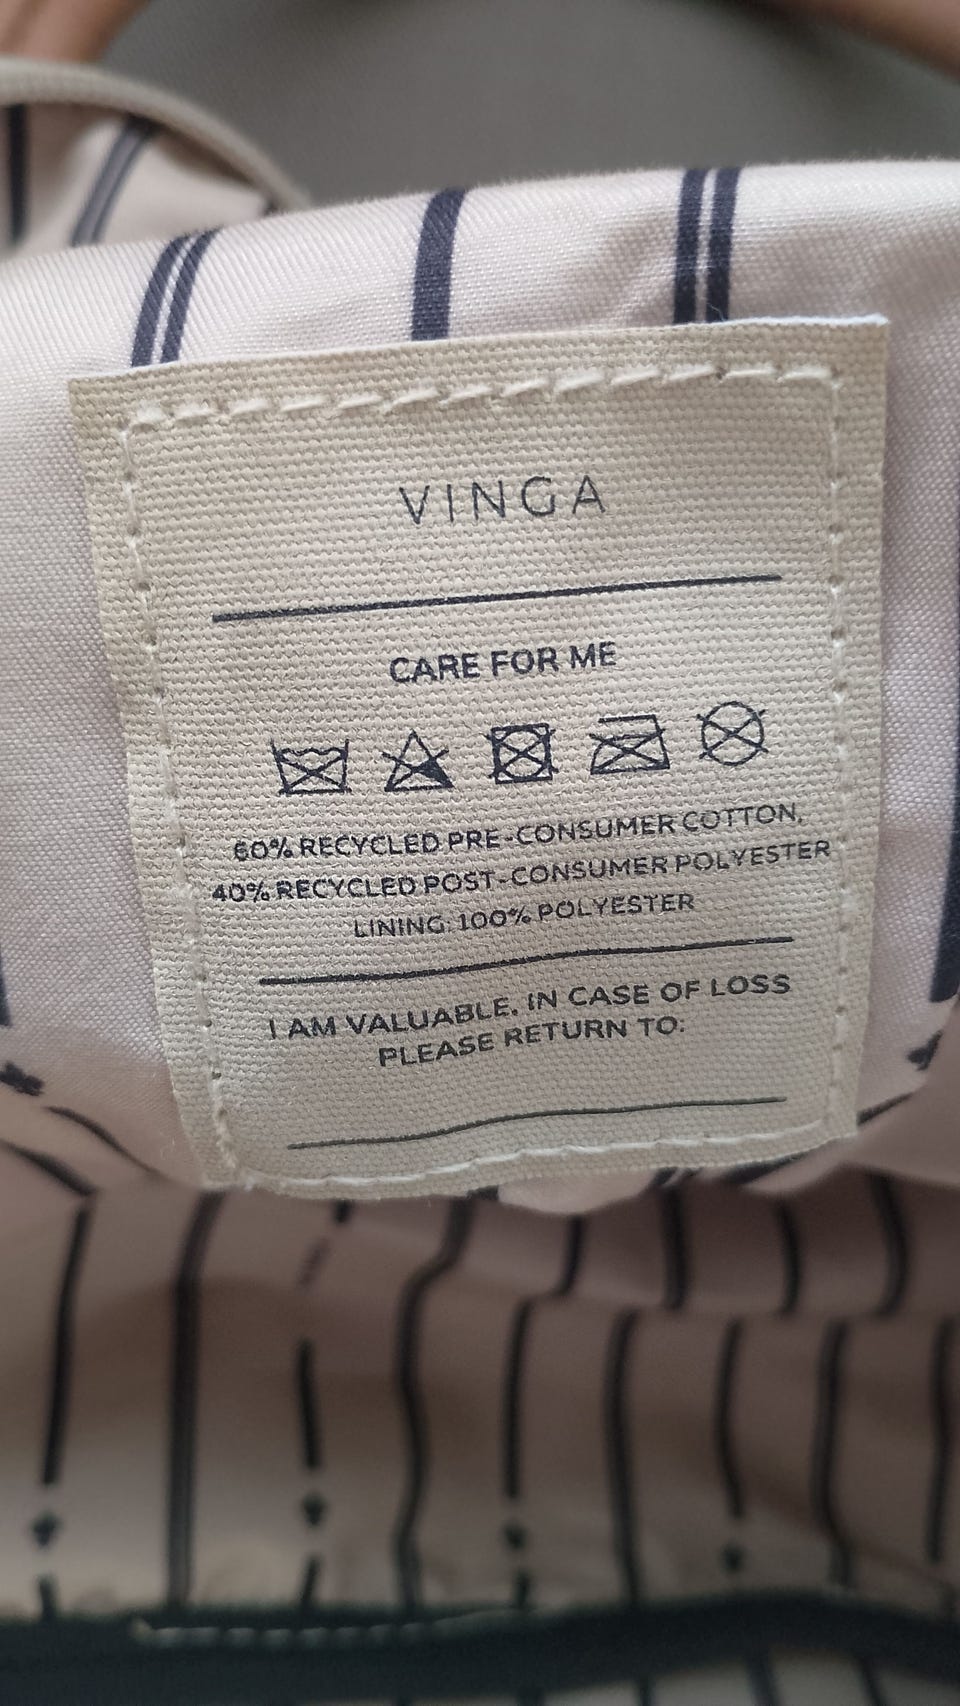 VINGA
CARE FOR ME
60% RECYCLED PRE-CONSUMER COTTON,
40% RECYCLED POST-CONSUMER POLYESTER
LINING: 100% POLYESTER
I AM VALUABLE, IN CASE OF LOSS
PLEASE RETURN TO: